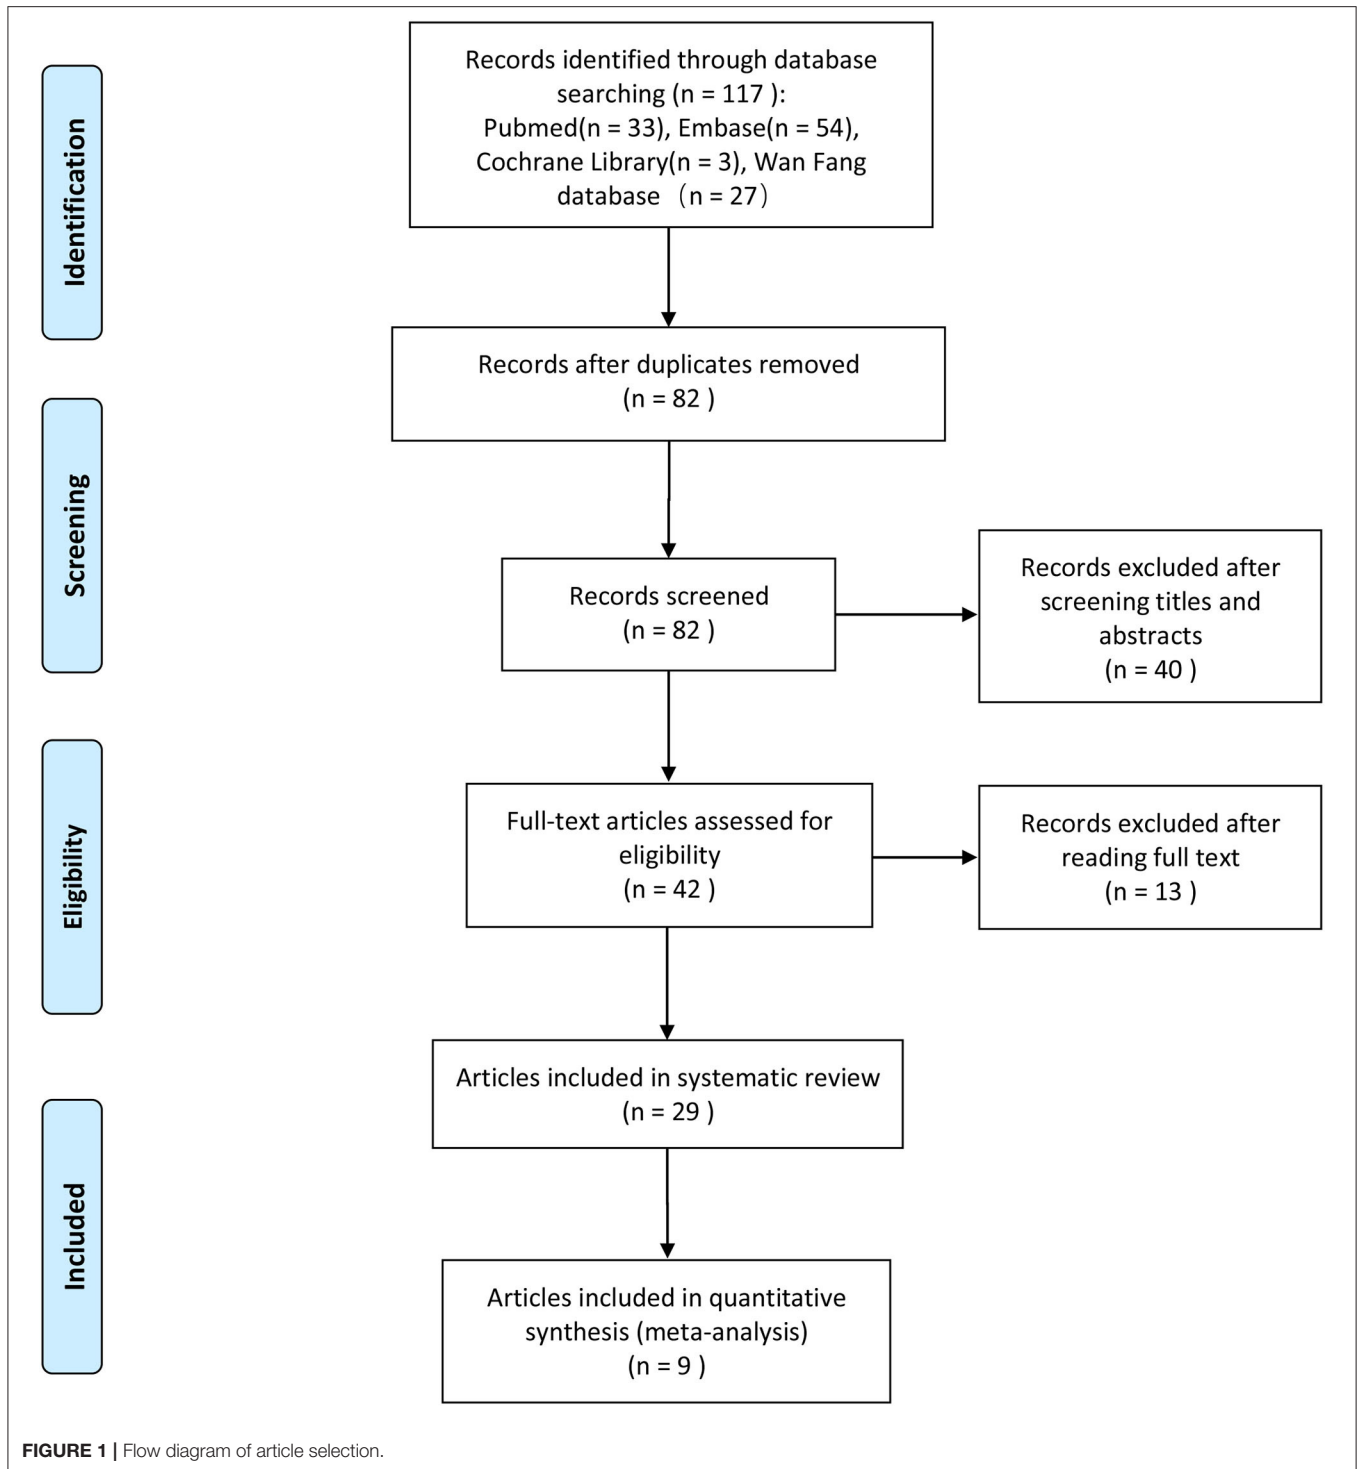 Identification
Records identified through database
searching (n = 117 ):
Pubmed(n = 33), Embase(n = 54),
Cochrane Library(n = 3), Wan Fang
database（n = 27）
Records after duplicates removed
(n = 82 )
Screening
Records screened
(n = 82 )
Records excluded after
screening titles and
abstracts
(n = 40 )
Eligibility
Full-text articles assessed for
eligibility
(n = 42 )
Records excluded after
reading full text
(n = 13 )
Articles included in systematic review
(n = 29 )
Included
Articles included in quantitative
synthesis (meta-analysis)
(n = 9 )
FIGURE 1 | Flow diagram of article selection.